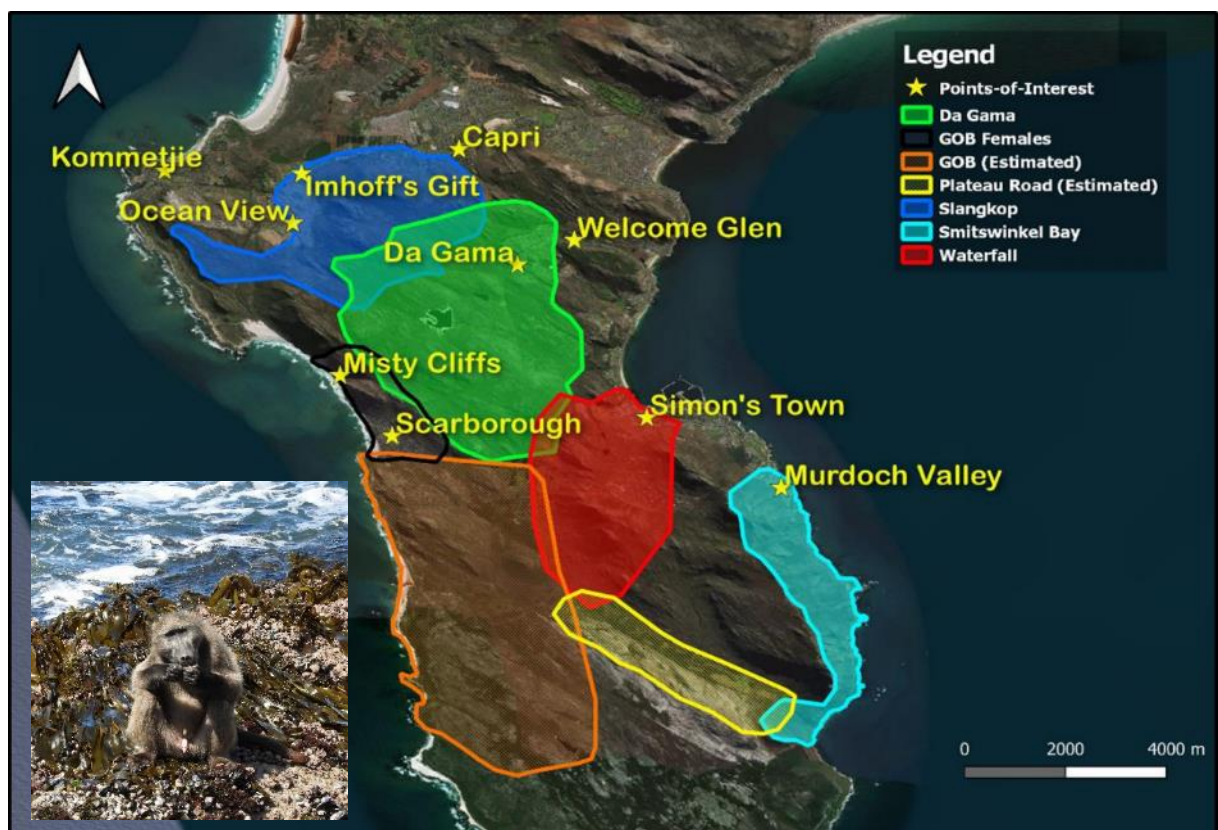 Legend
Points-of-Interest
Da Gama
GOB Females
GOB (Estimated)
Plateau Road (Estimated)
Slangkop
Smitswinkel Bay
Waterfall
Capri
Kommetjie
Imhoff's Gift
Ocean View
Welcome Glen
Da Gama
Misty Cliffs
Simon's Town
Scarborough
Murdoch Valley
0 2000 4000 m